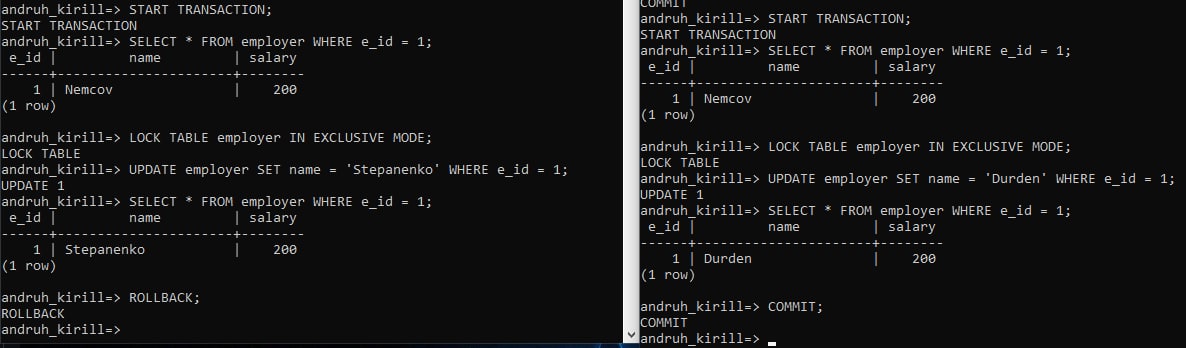 andruh_kirill=> START TRANSACTION;
START TRANSACTION
andruh_kirill=> SELECT * FROM employer WHERE e_id = 1;
 e_id |         name         | salary
------+----------------------+--------
    1 | Nemcov               |    200
(1 row)

andruh_kirill=> LOCK TABLE employer IN EXCLUSIVE MODE;
LOCK TABLE
andruh_kirill=> UPDATE employer SET name = 'Stepanenko' WHERE e_id = 1;
UPDATE 1
andruh_kirill=> SELECT * FROM employer WHERE e_id = 1;
 e_id |         name         | salary
------+----------------------+--------
    1 | Stepanenko           |    200
(1 row)

andruh_kirill=> ROLLBACK;
ROLLBACK
andruh_kirill=>
COMMIT
andruh_kirill=> START TRANSACTION;
START TRANSACTION
andruh_kirill=> SELECT * FROM employer WHERE e_id = 1;
 e_id |         name         | salary
------+----------------------+--------
    1 | Nemcov               |    200
(1 row)

andruh_kirill=> LOCK TABLE employer IN EXCLUSIVE MODE;
LOCK TABLE
andruh_kirill=> UPDATE employer SET name = 'Durden' WHERE e_id = 1;
UPDATE 1
andruh_kirill=> SELECT * FROM employer WHERE e_id = 1;
 e_id |         name         | salary
------+----------------------+--------
    1 | Durden               |    200
(1 row)

andruh_kirill=> COMMIT;
COMMIT
andruh_kirill=>